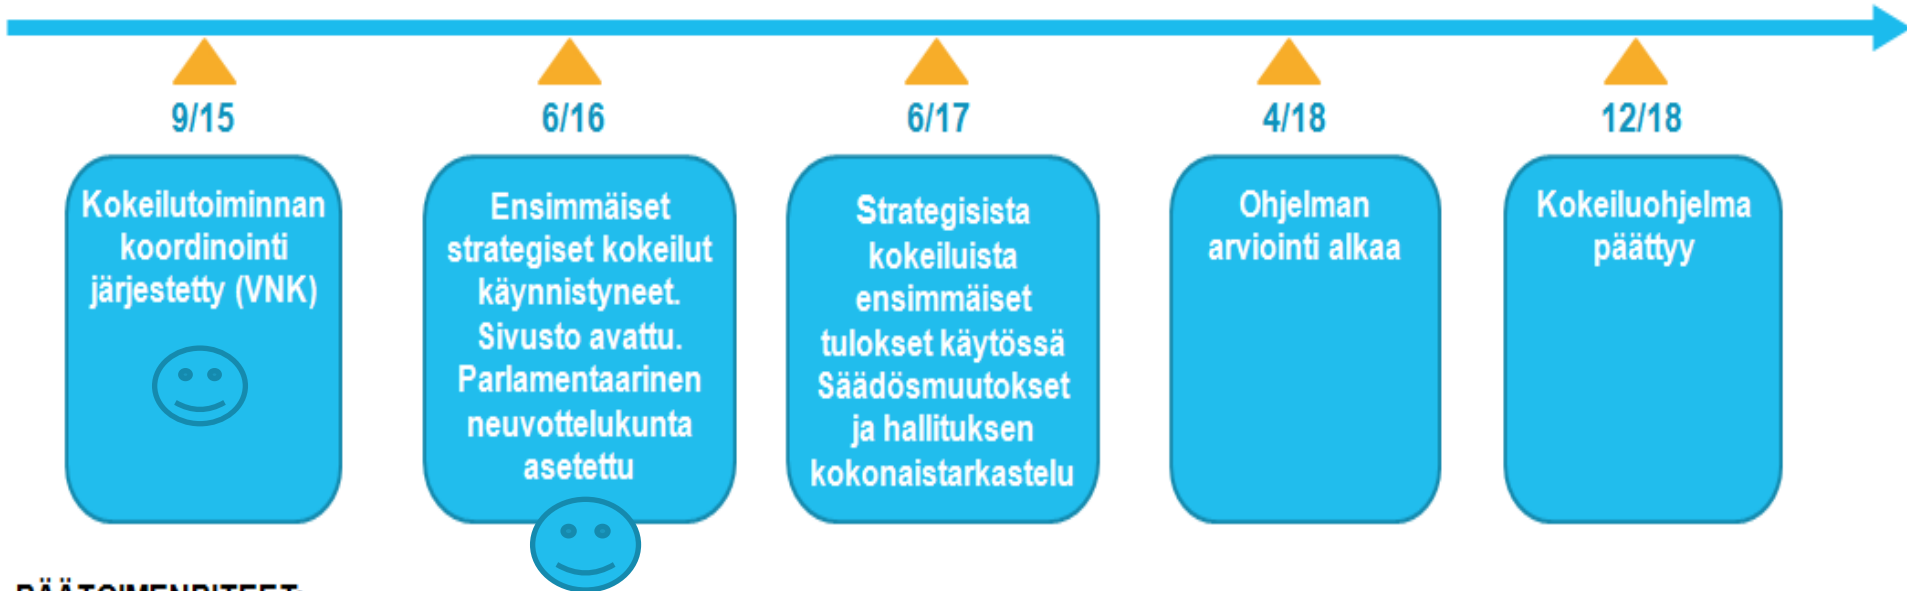 9/15
6/16
6/17
4/18
12/18
Kokeilutoiminnan
koordinointi
järjestetty (VNK)
Ensimmäiset
strategiset kokeilut
käynnistyneet.
Sivusto avattu.
Parlamentaarinen
neuvottelukunta
asetettu
Strategisista
kokeiluista
ensimmäiset
tulokset käytössä
Säädösmuutokset
ja hallituksen
kokonaistarkastelu
Ohjelman
arviointi alkaa
Kokeiluohjelma
päättyy
PÄÄTOIMENPITEET: